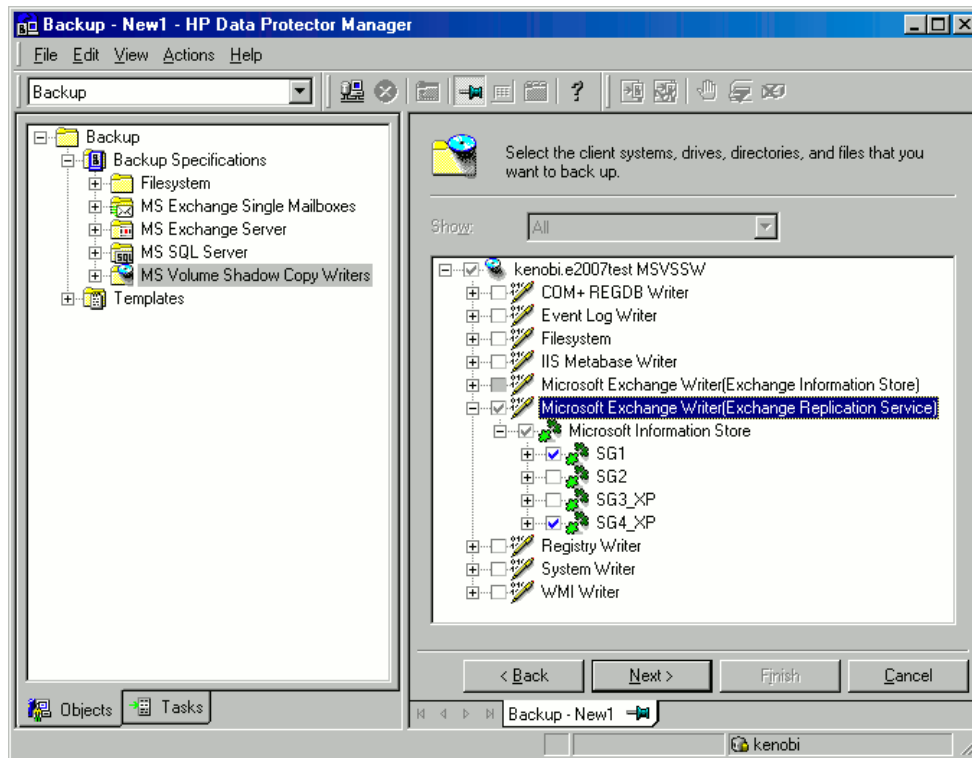 Backup - New1 - HP Data Protector Manager
File Edit View Actions Help
Backup
Backup
Backup Specifications
Filesystem
MS Exchange Single Mailboxes
MS Exchange Server
MS SQL Server
MS Volume Shadow Copy Writers
Templates
Objects
Tasks
Select the client systems, drives, directories, and files that you
want to back up.
Show: All
kenobi.e2007test MSVSSW
COM+ REGDB Writer
Event Log Writer
Filesystem
IIS Metabase Writer
Microsoft Exchange Writer(Exchange Information Store)
Microsoft Exchange Writer(Exchange Replication Service)
Microsoft Information Store
SG1
SG2
SG3_XP
SG4_XP
Registry Writer
System Writer
WMI Writer
< Back Next > Finish Cancel
Backup - New1
kenobi